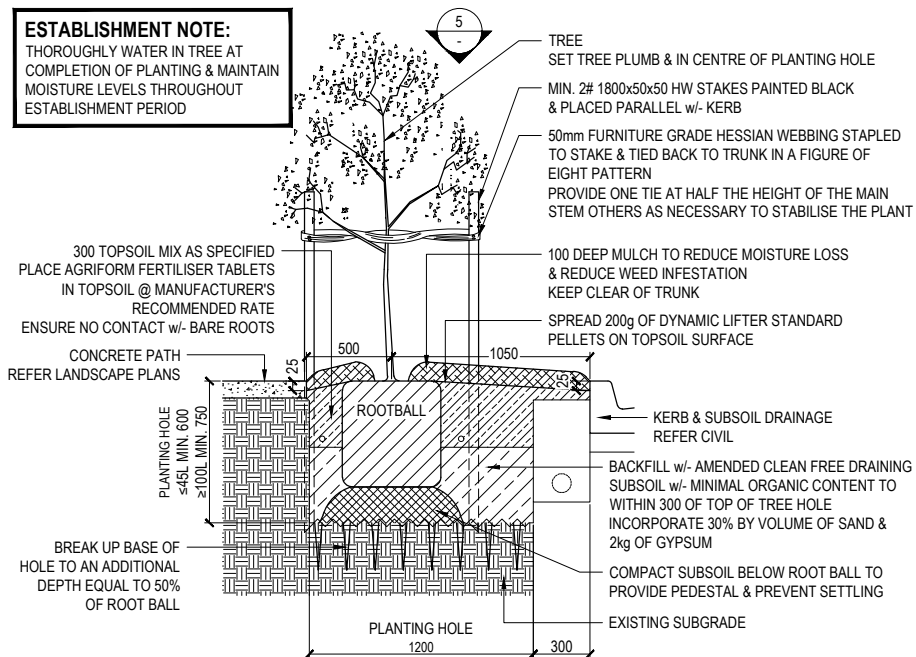 ESTABLISHMENT NOTE:
THOROUGHLY WATER IN TREE AT
COMPLETION OF PLANTING & MAINTAIN
MOISTURE LEVELS THROUGHOUT
ESTABLISHMENT PERIOD
5
-
TREE
SET TREE PLUMB & IN CENTRE OF PLANTING HOLE
MIN. 2# 1800x50x50 HW STAKES PAINTED BLACK
& PLACED PARALLEL w/- KERB
50mm FURNITURE GRADE HESSIAN WEBBING STAPLED
TO STAKE & TIED BACK TO TRUNK IN A FIGURE OF
EIGHT PATTERN
PROVIDE ONE TIE AT HALF THE HEIGHT OF THE MAIN
STEM OTHERS AS NECESSARY TO STABILISE THE PLANT
300 TOPSOIL MIX AS SPECIFIED
PLACE AGRIFORM FERTILISER TABLETS
IN TOPSOIL @ MANUFACTURER'S
RECOMMENDED RATE
ENSURE NO CONTACT w/- BARE ROOTS
100 DEEP MULCH TO REDUCE MOISTURE LOSS
& REDUCE WEED INFESTATION
KEEP CLEAR OF TRUNK
SPREAD 200g OF DYNAMIC LIFTER STANDARD
PELLETS ON TOPSOIL SURFACE
500
1050
25
25
CONCRETE PATH
REFER LANDSCAPE PLANS
PLANTING HOLE
≤45L MIN. 600
≥100L MIN. 750
ROOTBALL
KERB & SUBSOIL DRAINAGE
REFER CIVIL
BACKFILL w/- AMENDED CLEAN FREE DRAINING
SUBSOIL w/- MINIMAL ORGANIC CONTENT TO
WITHIN 300 OF TOP OF TREE HOLE
INCORPORATE 30% BY VOLUME OF SAND &
2kg OF GYPSUM
BREAK UP BASE OF
HOLE TO AN ADDITIONAL
DEPTH EQUAL TO 50%
OF ROOT BALL
COMPACT SUBSOIL BELOW ROOT BALL TO
PROVIDE PEDESTAL & PREVENT SETTLING
EXISTING SUBGRADE
PLANTING HOLE
1200
300